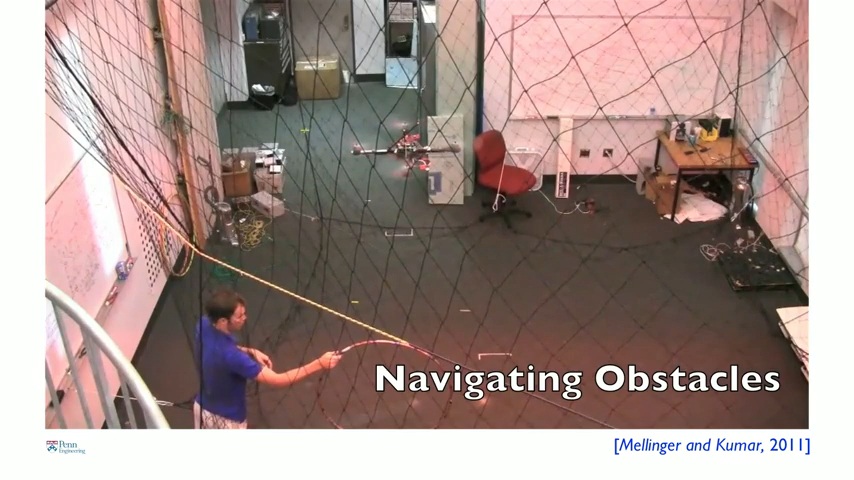 Navigating Obstacles
Penn
Engineering
[Mellinger and Kumar, 2011]